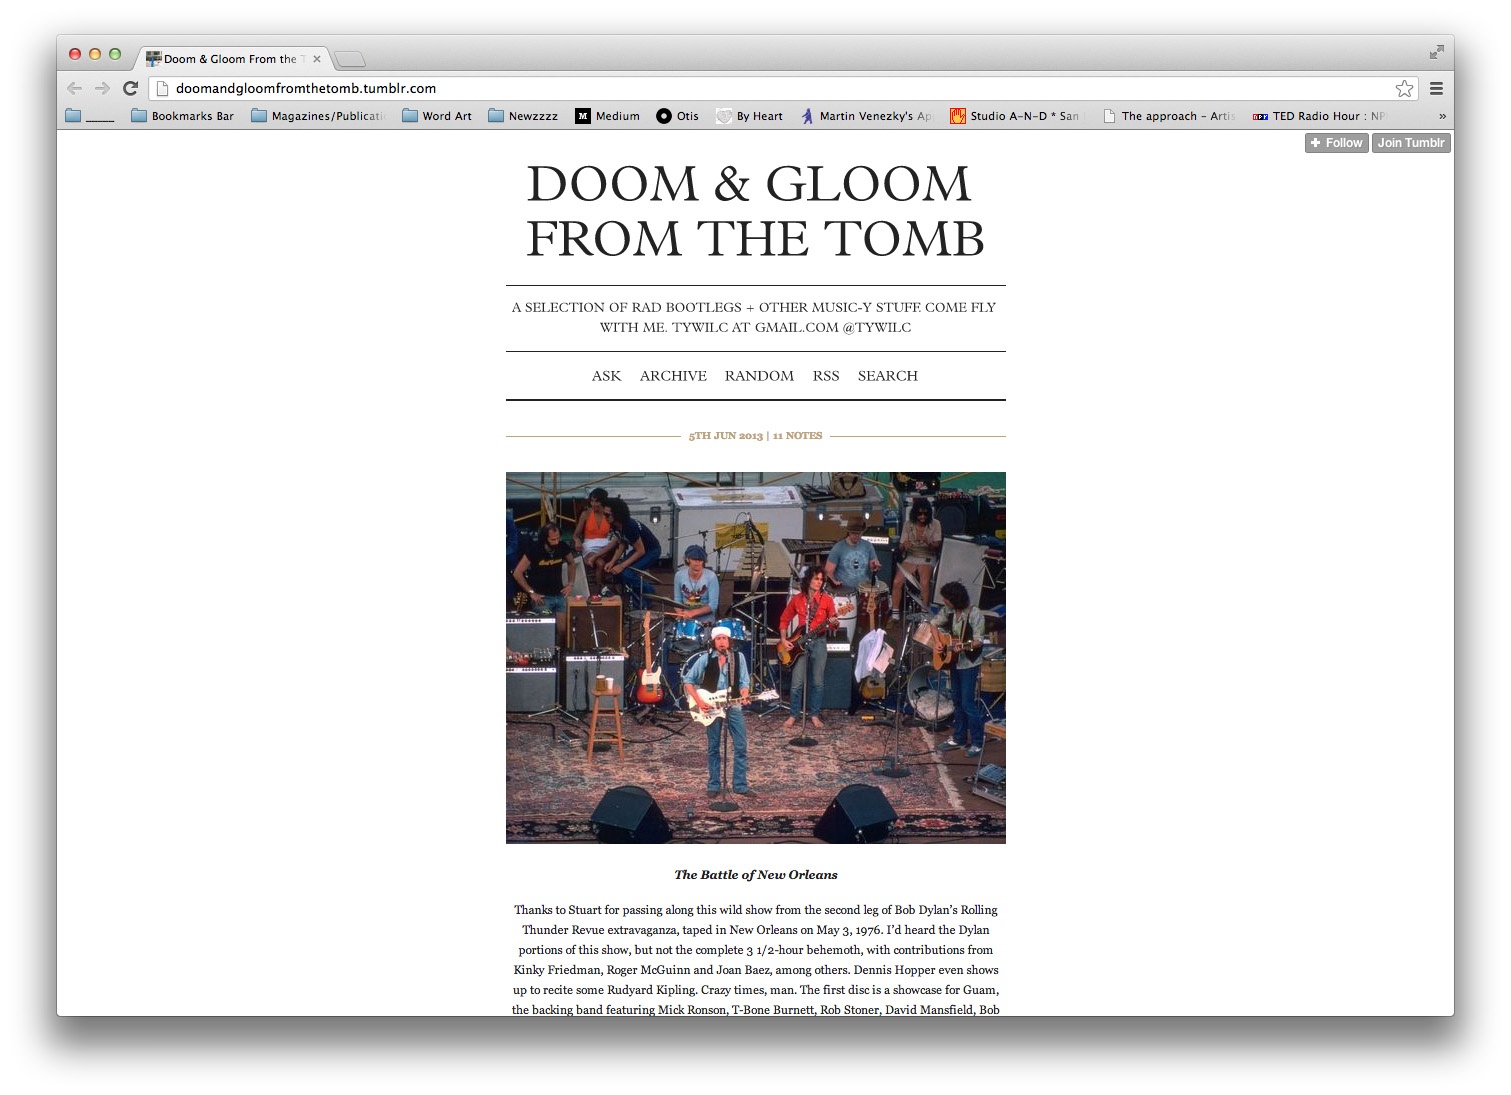 Doom & Gloom From the T
doomandgloomfromthetomb.tumblr.com
____ Bookmarks Bar Magazines/Publicati Word Art Newzzzz M Medium Otis By Heart Martin Venezky's Ap Studio A-N-D * San The approach – Artis TED Radio Hour : NP »
Follow Join Tumblr
DOOM & GLOOM
FROM THE TOMB
A SELECTION OF RAD BOOTLEGS + OTHER MUSIC-Y STUFF. COME FLY
WITH ME. TYWILC AT GMAIL.COM @TYWILC
ASK ARCHIVE RANDOM RSS SEARCH
5TH JUN 2013 | 11 NOTES
The Battle of New Orleans
Thanks to Stuart for passing along this wild show from the second leg of Bob Dylan's Rolling
Thunder Revue extravaganza, taped in New Orleans on May 3, 1976. I'd heard the Dylan
portions of this show, but not the complete 3 1/2-hour behemoth, with contributions from
Kinky Friedman, Roger McGuinn and Joan Baez, among others. Dennis Hopper even shows
up to recite some Rudyard Kipling. Crazy times, man. The first disc is a showcase for Guam,
the backing band featuring Mick Ronson, T-Bone Burnett, Rob Stoner, David Mansfield, Bob